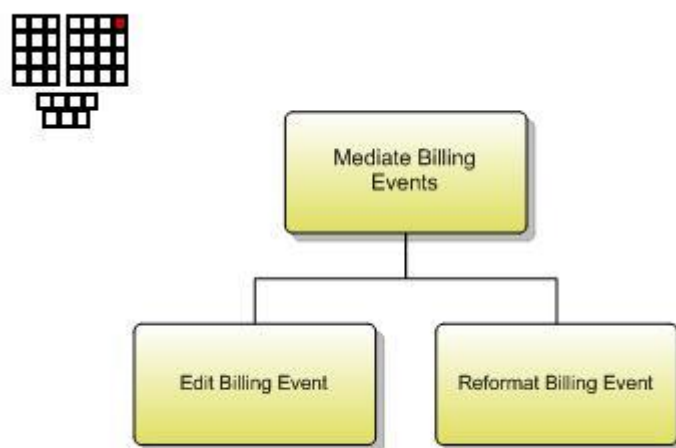 Mediate Billing
Events
Edit Billing Event
Reformat Billing Event